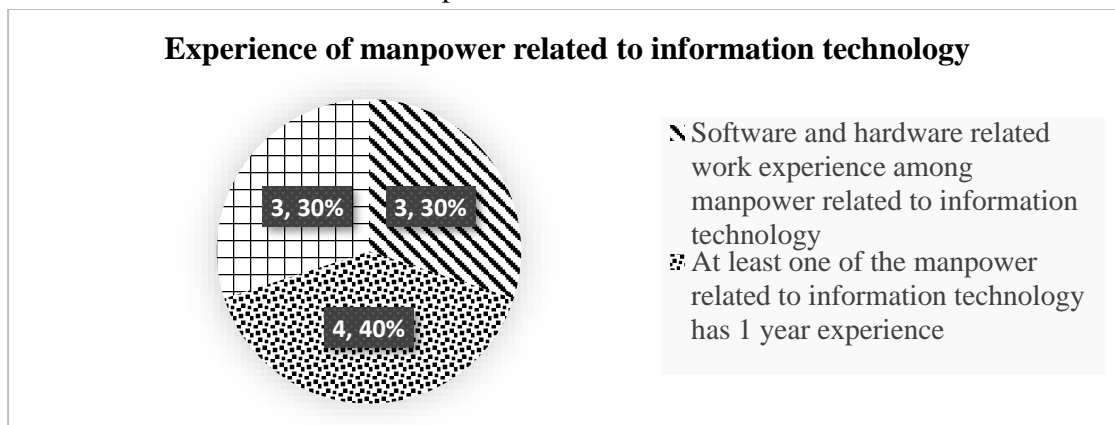 Experience of manpower related to information technology
3, 30%
3, 30%
4, 40%
Software and hardware related
work experience among
manpower related to information
technology
At least one of the manpower
related to information technology
has 1 year experience